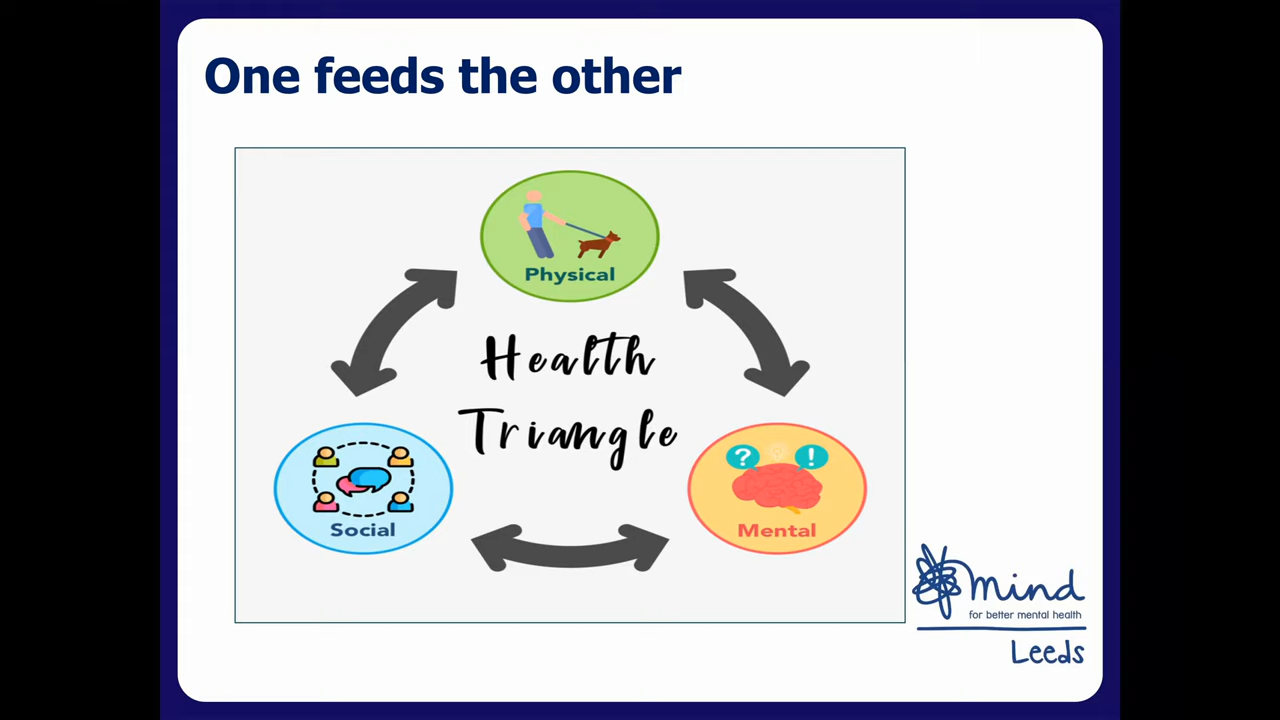 One feeds the other
Physical
Health
Triangle
?
!
Social
Mental
mind
for better mental health
Leeds